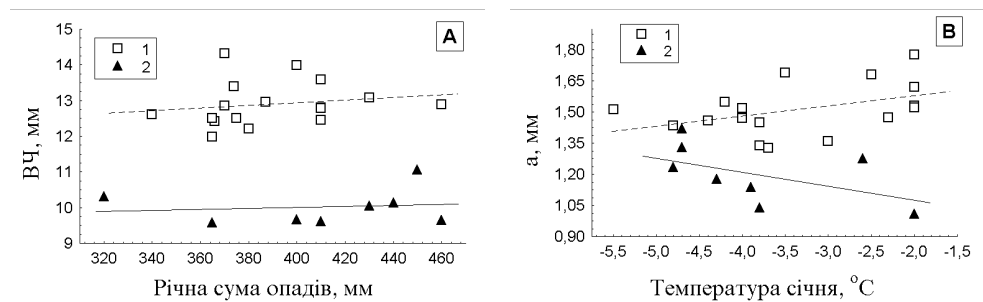 A
1
2
15
14
13
12
11
10
9
ВЧ, мм
320 340 360 380 400 420 440 460
Річна сума опадів, мм
B
1
2
1,80
1,65
1,50
1,35
1,20
1,05
0,90
a, мм
-5,5 -5,0 -4,5 -4,0 -3,5 -3,0 -2,5 -2,0 -1,5
Температура січня, °C